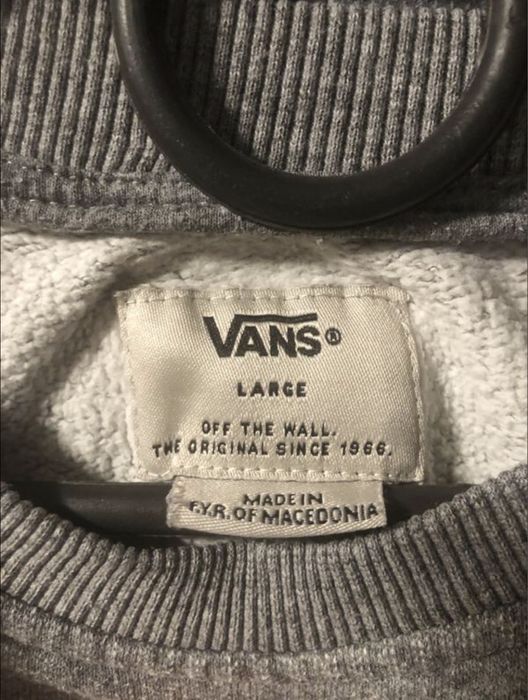 VANS®
LARGE
OFF THE WALL.
THE ORIGINAL SINCE 1966.
MADE IN
F.Y.R. OF MACEDONIA